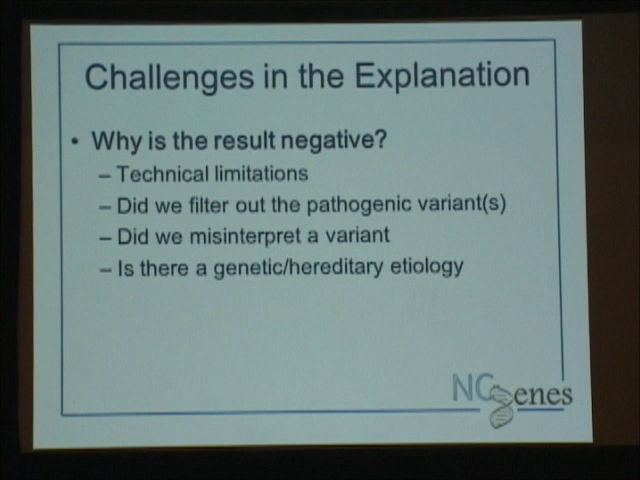 Challenges in the Explanation
• Why is the result negative?
– Technical limitations
– Did we filter out the pathogenic variant(s)
– Did we misinterpret a variant
– Is there a genetic/hereditary etiology
NCgenes